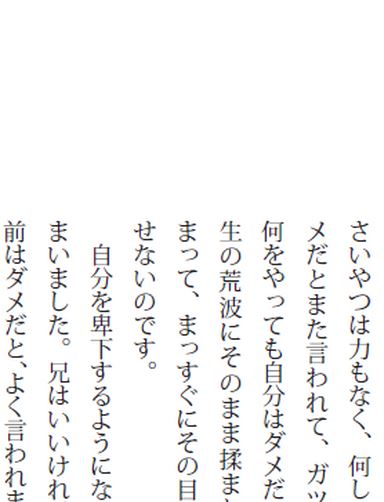 さいやつは力もなく、何し
メだとまた言われて、ガツ
何をやっても自分はダメだ
生の荒波にそのまま揉ま
まって、まっすぐにその目
せないのです。
自分を卑下するようにな
まいました。兄はいいけれ
前はダメだと、よく言われま